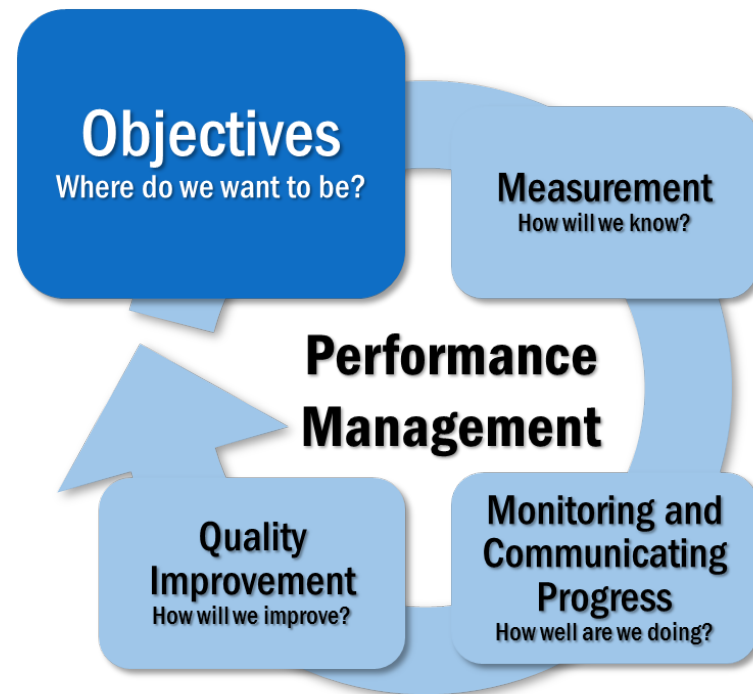 Objectives
Where do we want to be?
Measurement
How will we know?
Performance
Management
Monitoring and
Communicating
Progress
How well are we doing?
Quality
Improvement
How will we improve?